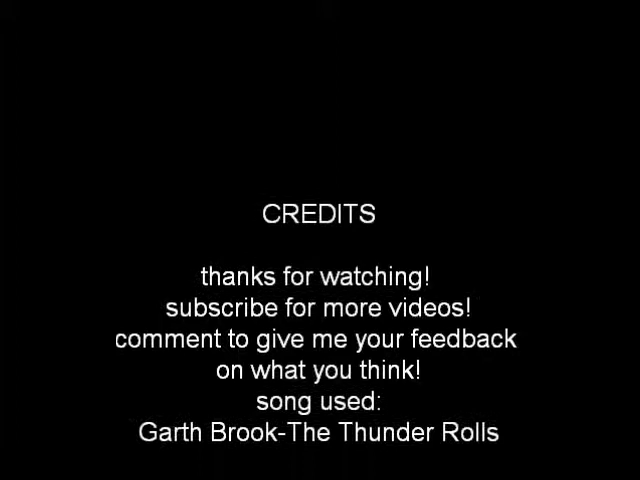 CREDITS
thanks for watching!
subscribe for more videos!
comment to give me your feedback
on what you think!
song used:
Garth Brook-The Thunder Rolls